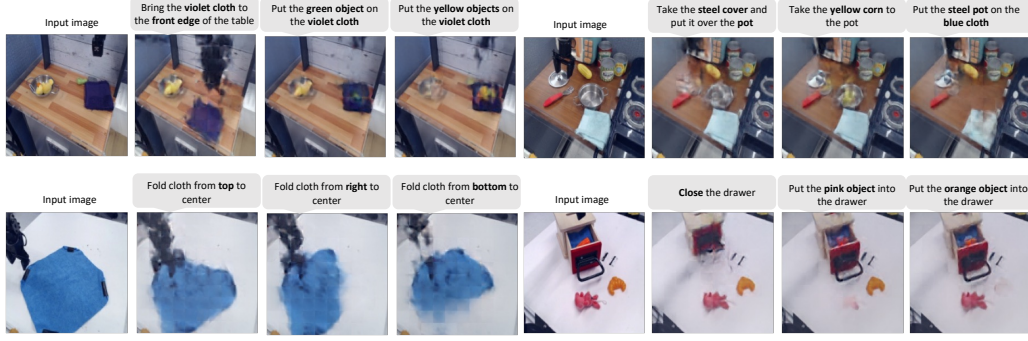 Input image
Bring the violet cloth to
the front edge of the table
Put the green object on
the violet cloth
Put the yellow objects on
the violet cloth
Input image
Take the steel cover and
put it over the pot
Take the yellow corn to
the pot
Put the steel pot on the
blue cloth
Input image
Fold cloth from top to
center
Fold cloth from right to
center
Fold cloth from bottom to
center
Input image
Close the drawer
Put the pink object into
the drawer
Put the orange object into
the drawer